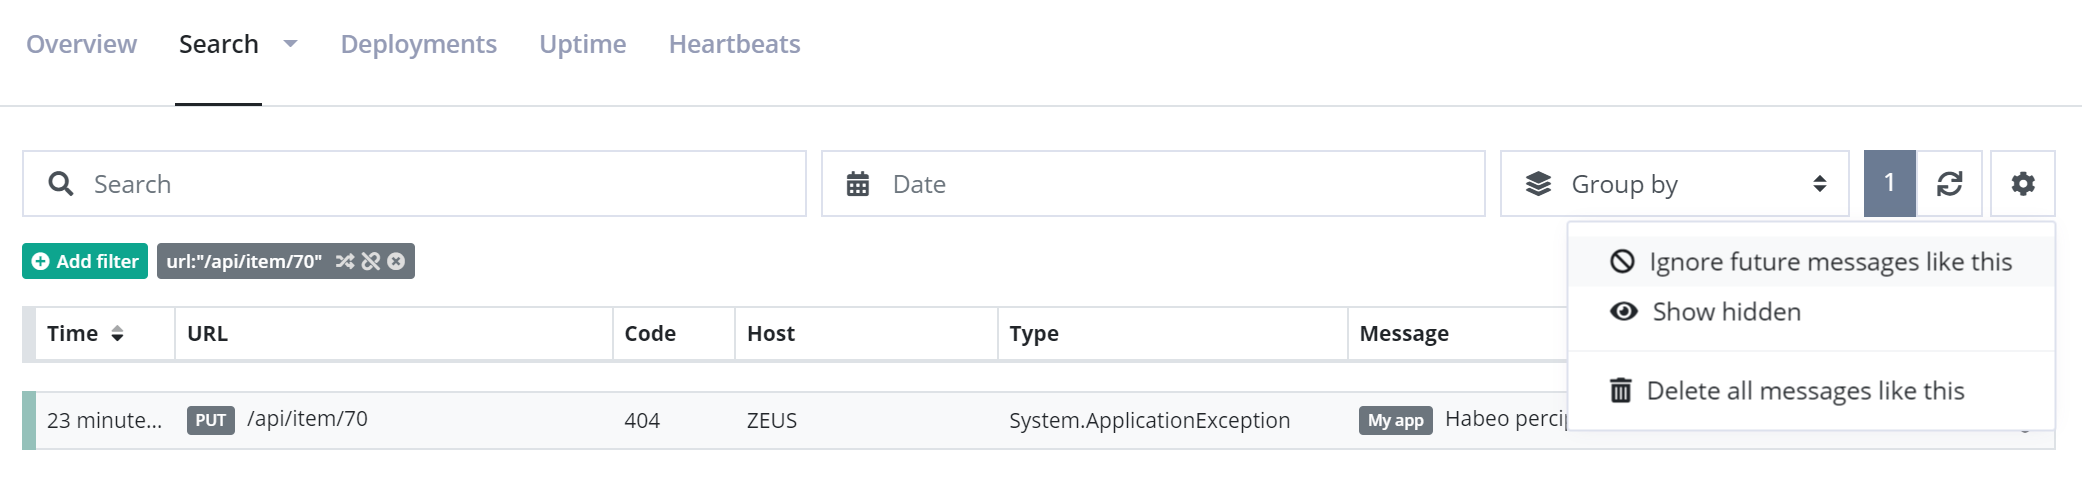 Overview Search Deployments Uptime Heartbeats
Search Date Group by 1
Add filter url:"/api/item/70"
Ignore future messages like this
Show hidden
Delete all messages like this
Time URL Code Host Type Message
23 minute... PUT /api/item/70 404 ZEUS System.ApplicationException My app Habeo